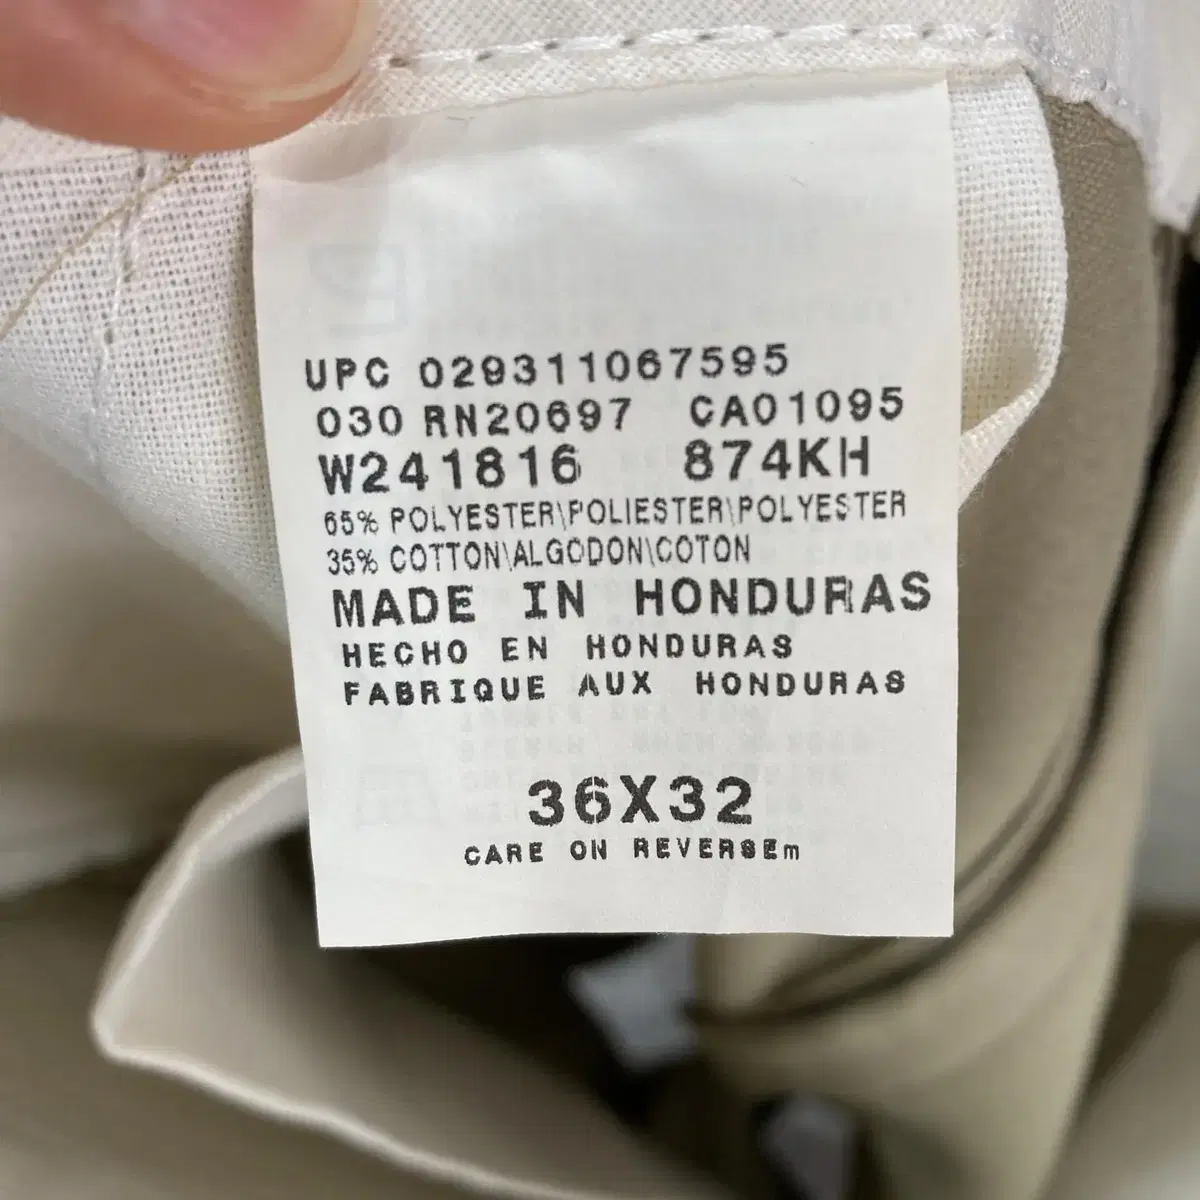 UPC 029311067595
030 RN20697 CA01095
W241816 874KH
65% POLYESTER\POLIESTER\POLYESTER
35% COTTON\ALGODON\COTON
MADE IN HONDURAS
HECHO EN HONDURAS
FABRIQUE AUX HONDURAS
36X32
CARE ON REVERSEm